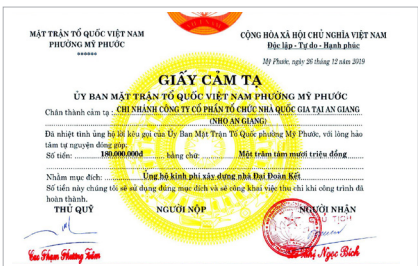 MẶT TRẬN TỔ QUỐC VIỆT NAM
PHƯỜNG MỸ PHƯỚC
******
CỘNG HÒA XÃ HỘI CHỦ NGHĨA VIỆT NAM
Độc lập - Tự do - Hạnh phúc
Mỹ Phước, ngày 26 tháng 12 năm 2019
GIẤY CẢM TẠ
ỦY BAN MẶT TRẬN TỔ QUỐC VIỆT NAM PHƯỜNG MỸ PHƯỚC
Chân thành cảm tạ : CHI NHÁNH CÔNG TY CỔ PHẦN TỔ CHỨC NHÀ QUỐC GIA TẠI AN GIANG
(NHO AN GIANG)
Đã nhiệt tình ủng hộ lời kêu gọi của Ủy Ban Mặt Trận Tổ Quốc phường Mỹ Phước, với lòng hảo
tâm tự nguyện đóng góp:
Số tiền: 180.000.000đ bằng chữ: Một trăm tám mươi triệu đồng
Nhằm mục đích: Ủng hộ kinh phí xây dựng nhà Đại Đoàn Kết
Số tiền này chúng tôi sẽ sử dụng đúng mục đích và sẽ công khai việc thu chi khi công trình đã
hoàn thành.
THỦ QUỸ NGƯỜI NỘP NGƯỜI NHẬN
CHỦ TỊCH
Ngọc Bích